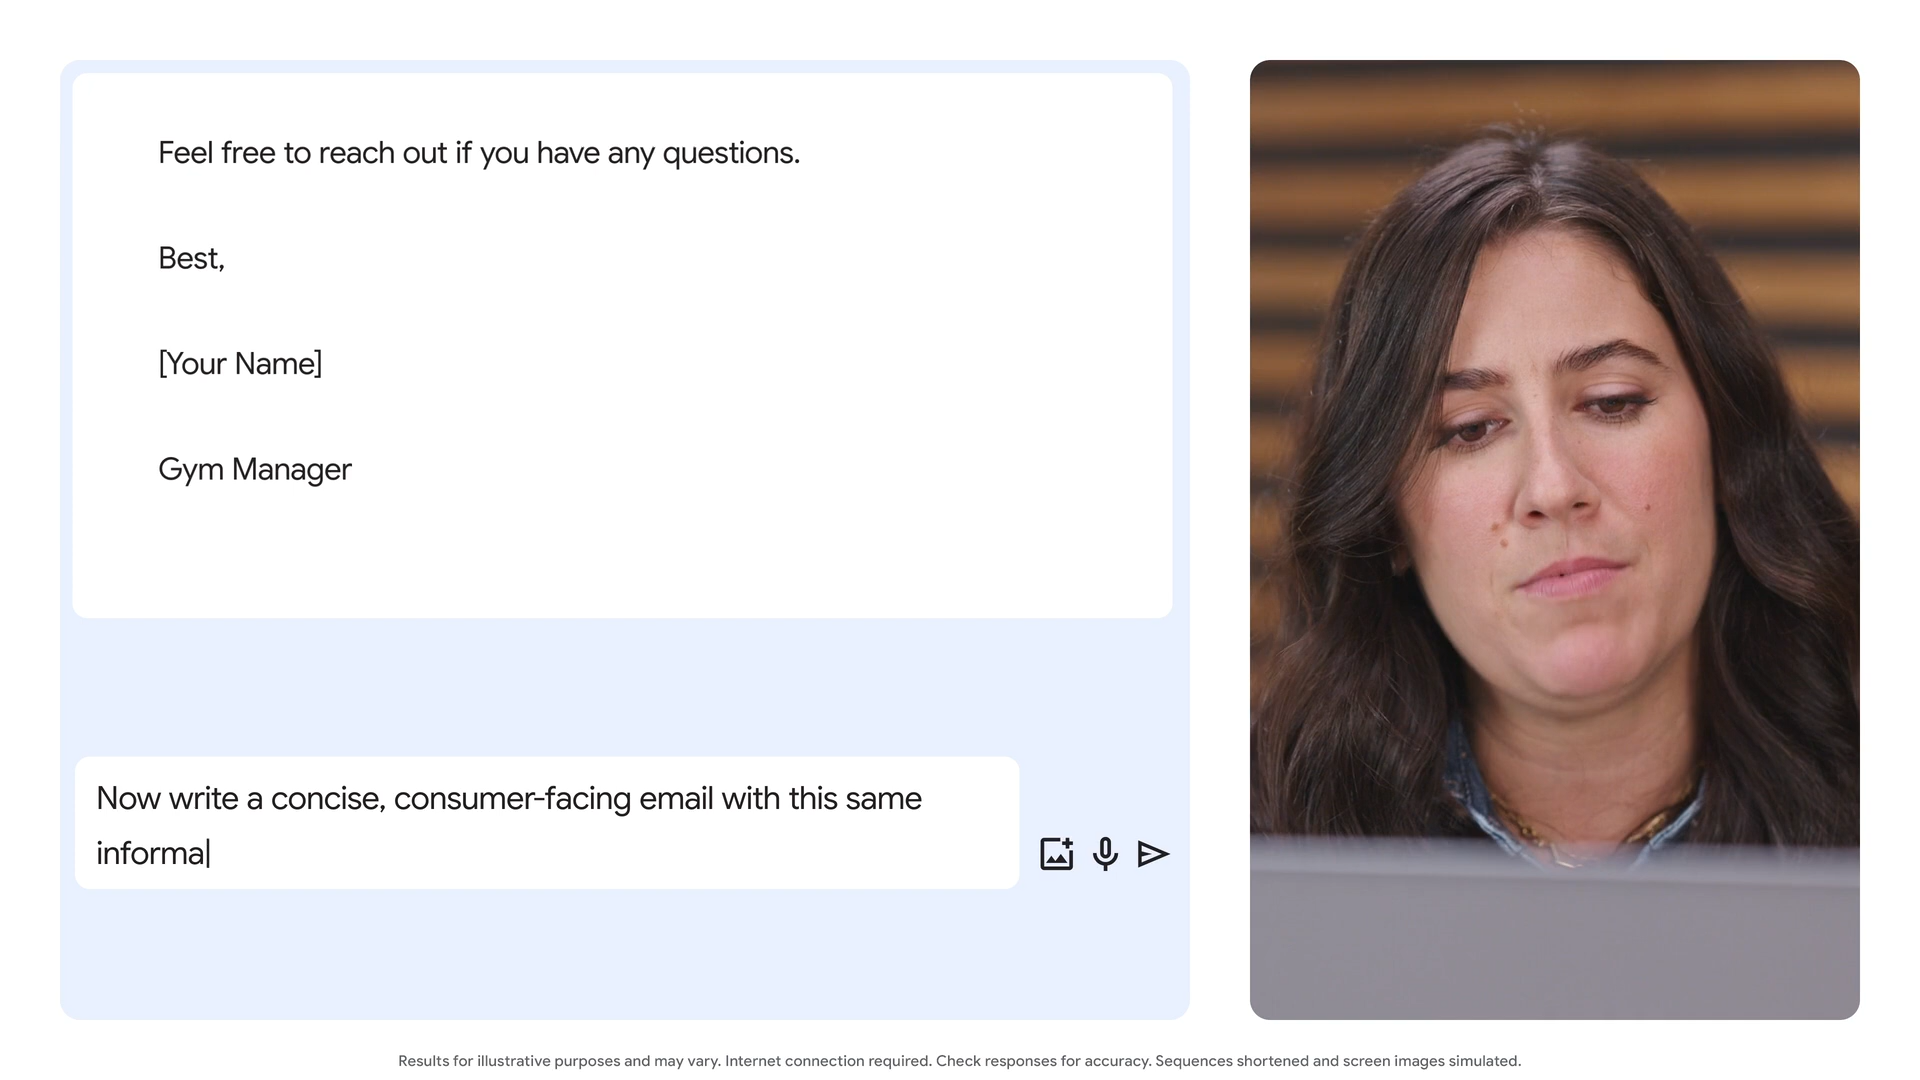 Feel free to reach out if you have any questions.
Best,
[Your Name]
Gym Manager
Now write a concise, consumer-facing email with this same
informa
Results for illustrative purposes and may vary. Internet connection required. Check responses for accuracy. Sequences shortened and screen images simulated.